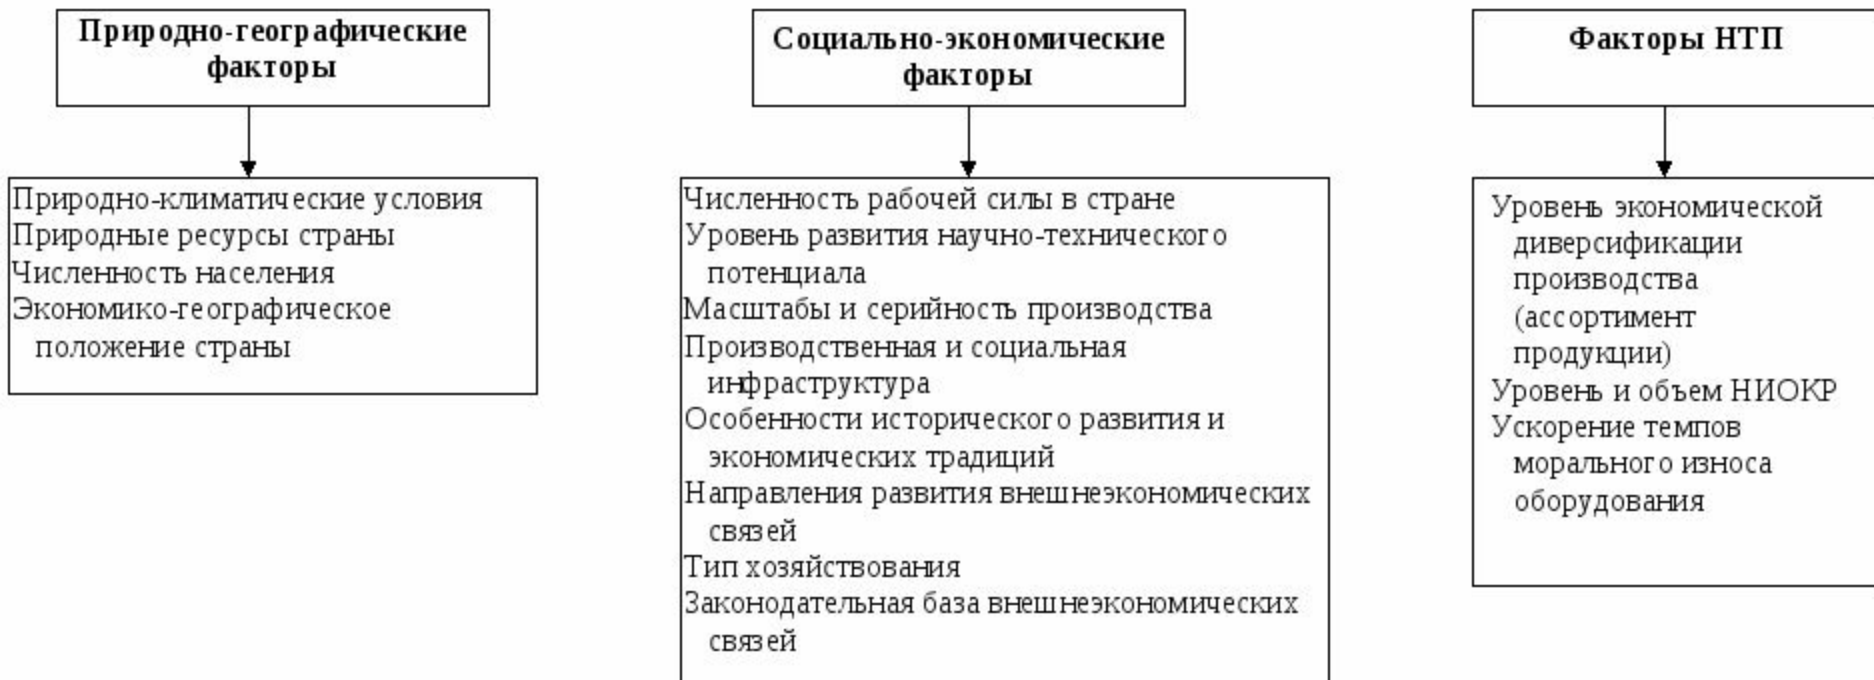 Природно-географические
факторы
Природно-климатические условия
Природные ресурсы страны
Численность населения
Экономико-географическое
положение страны
Социально-экономические
факторы
Численность рабочей силы в стране
Уровень развития научно-технического
потенциала
Масштабы и серийность производства
Производственная и социальная
инфраструктура
Особенности исторического развития и
экономических традиций
Направления развития внешнеэкономических
связей
Тип хозяйствования
Законодательная база внешнеэкономических
связей
Факторы НТП
Уровень экономической
диверсификации
производства
(ассортимент
продукции)
Уровень и объем НИОКР
Ускорение темпов
морального износа
оборудования